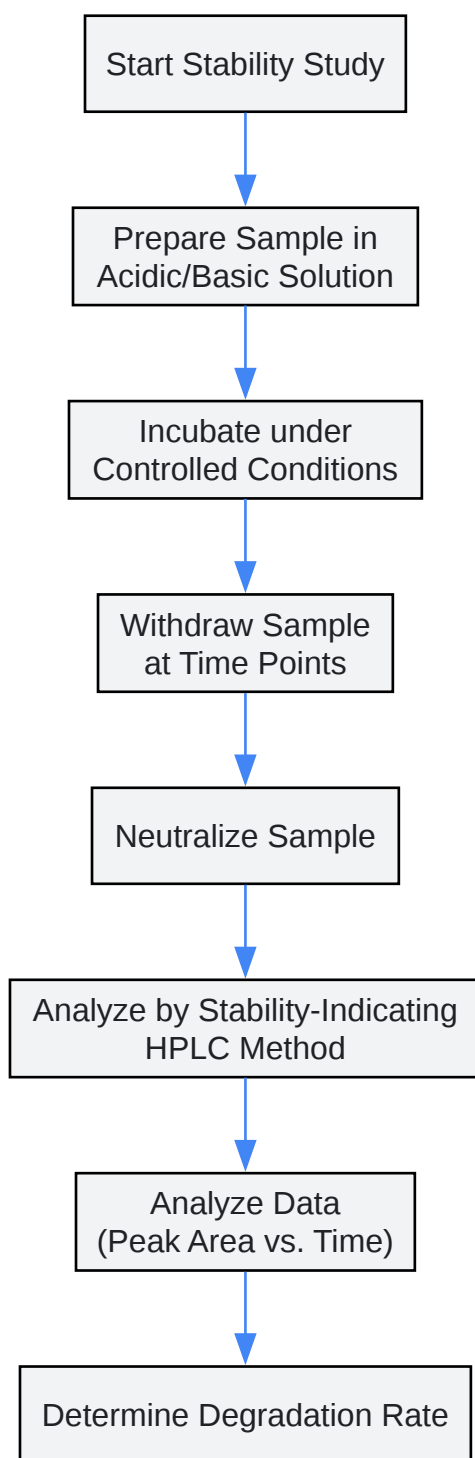 Start Stability Study
Prepare Sample in
Acidic/Basic Solution
Incubate under
Controlled Conditions
Withdraw Sample
at Time Points
Neutralize Sample
Analyze by Stability-Indicating
HPLC Method
Analyze Data
(Peak Area vs. Time)
Determine Degradation Rate